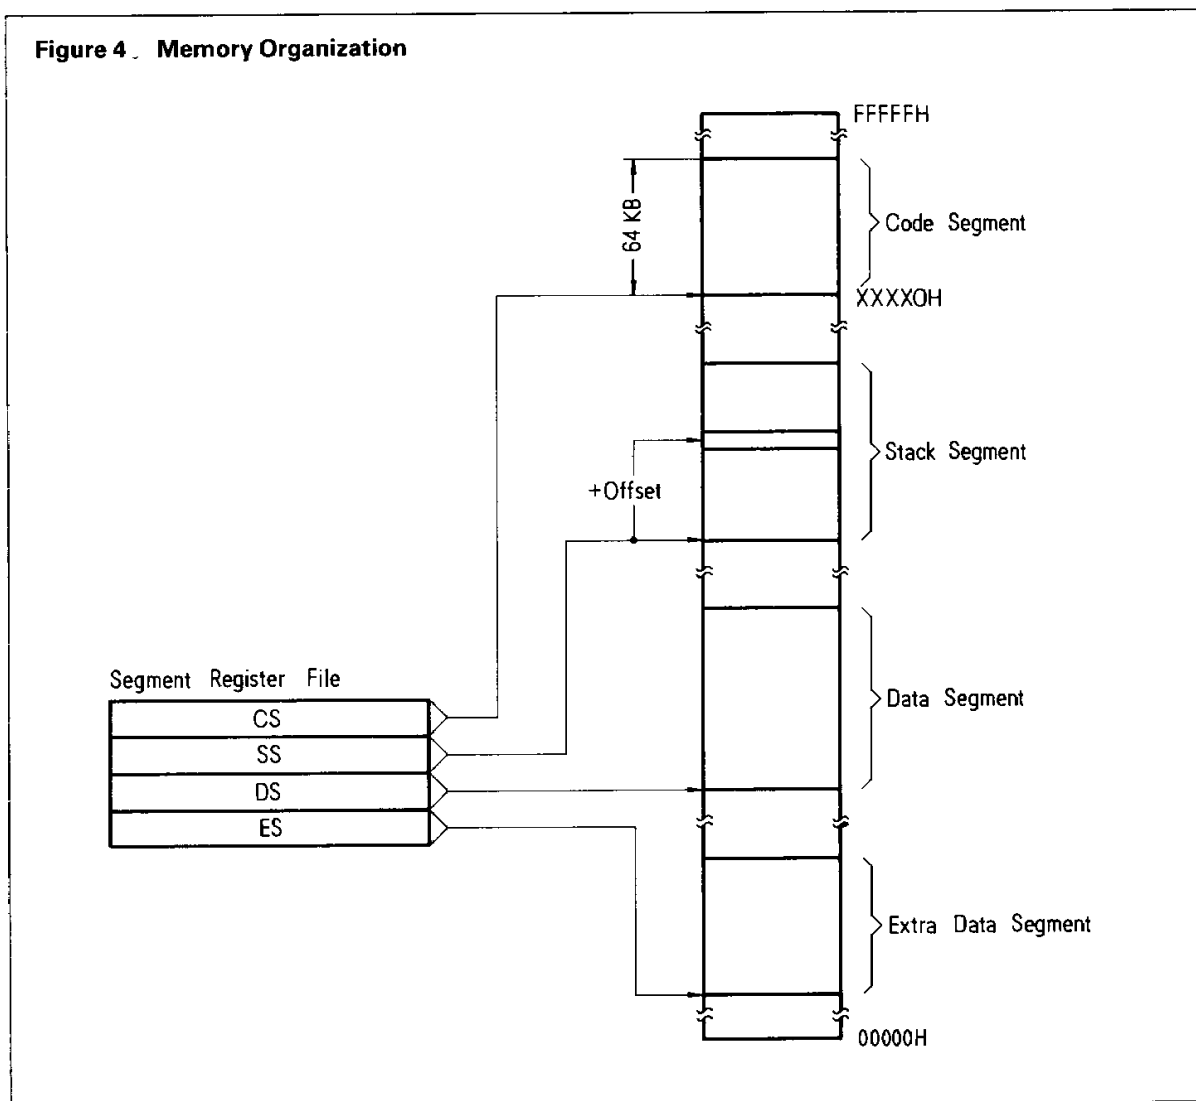 Figure 4 Memory Organization
FFFFFH
64 KB
Code Segment
XXXX0H
Stack Segment
+Offset
Segment Register File
CS
SS
DS
ES
Data Segment
Extra Data Segment
00000H